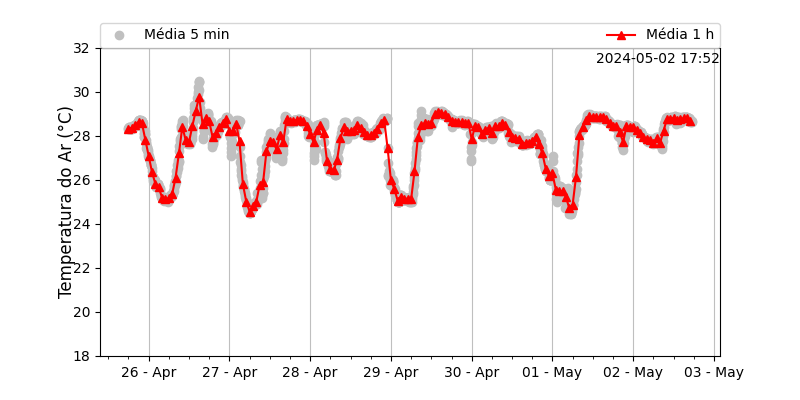 Média 5 min
Média 1 h
2024-05-02 17:52
Temperatura do Ar (°C)
32
30
28
26
24
22
20
18
26 - Apr
27 - Apr
28 - Apr
29 - Apr
30 - Apr
01 - May
02 - May
03 - May